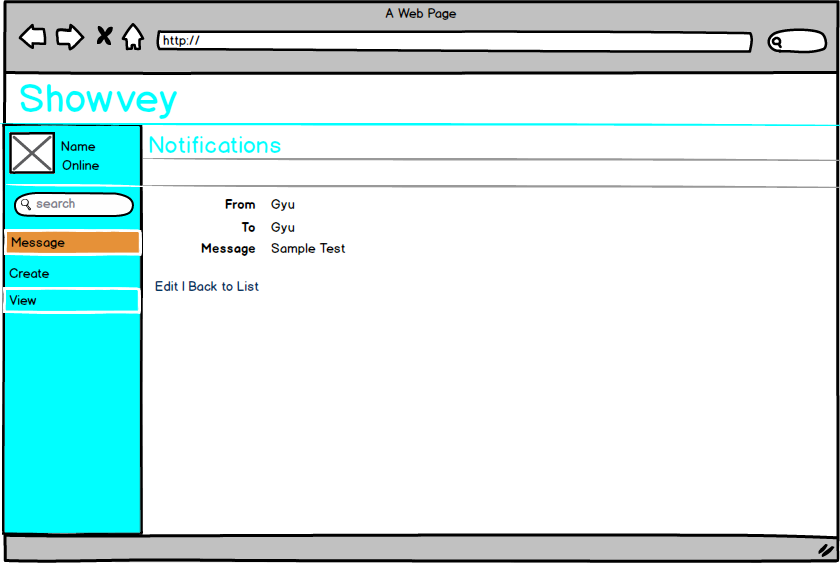 A Web Page
http://
Showvey
Name
Online
Notifications
search
From Gyu
To Gyu
Message
Message Sample Test
Create
Edit | Back to List
View